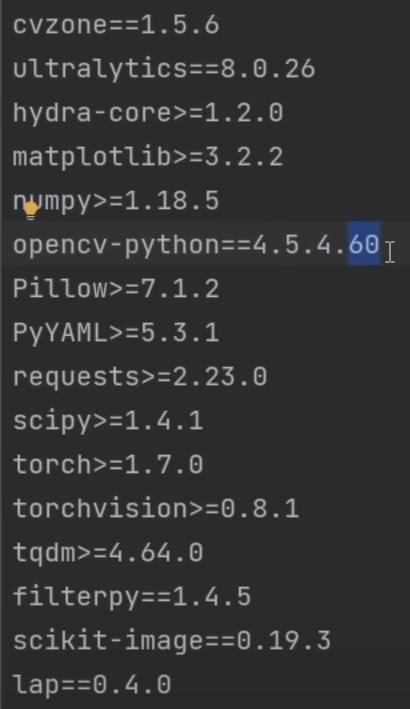 cvzone==1.5.6
ultralytics==8.0.26
hydra-core>=1.2.0
matplotlib>=3.2.2
numpy>=1.18.5
opencv-python==4.5.4.60
Pillow>=7.1.2
PyYAML>=5.3.1
requests>=2.23.0
scipy>=1.4.1
torch>=1.7.0
torchvision>=0.8.1
tqdm>=4.64.0
filterpy==1.4.5
scikit-image==0.19.3
lap==0.4.0